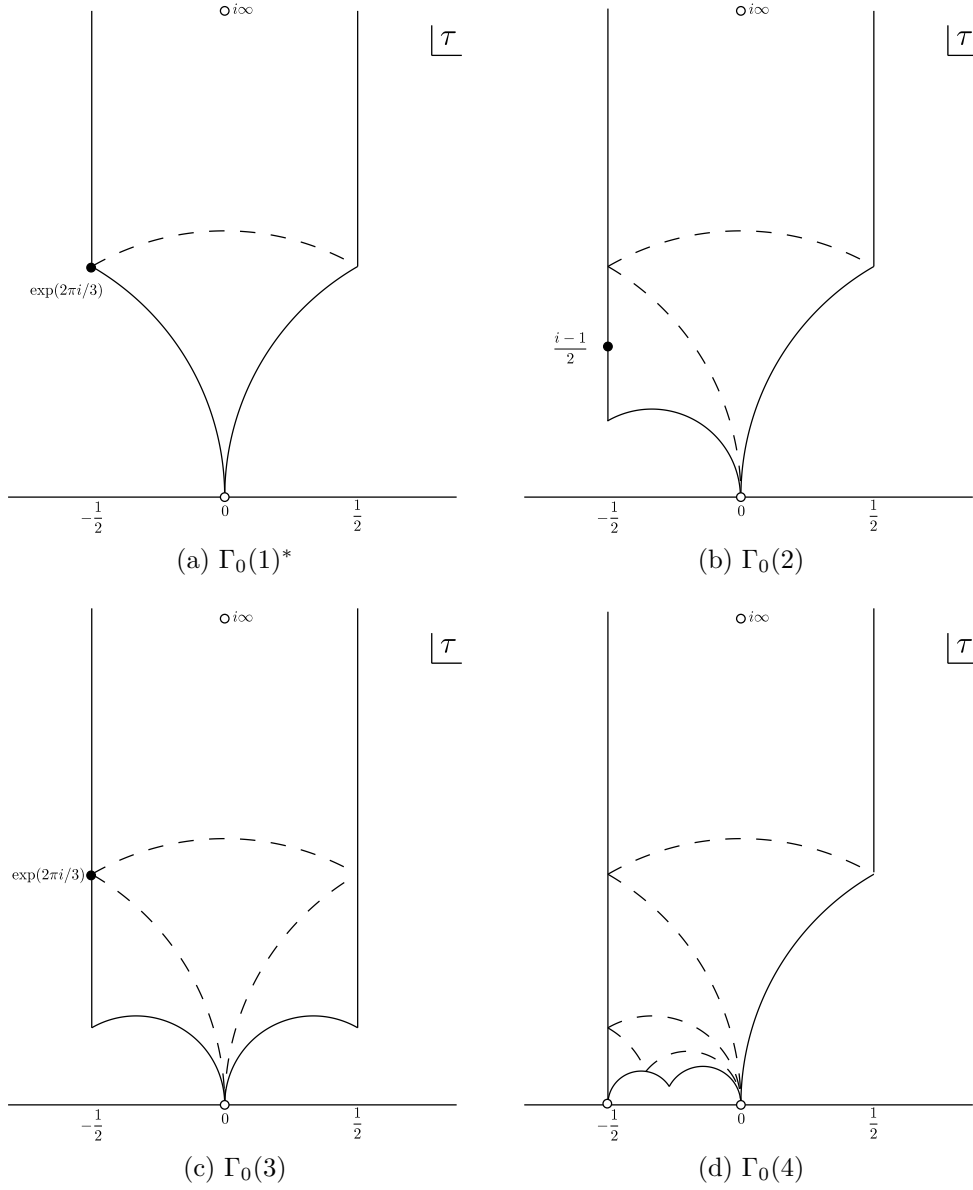 i∞ τ i∞ τ
exp(2πi/3)
i − 1
2
−1/2 0 1/2 −1/2 0 1/2
(a) Γ₀(1)* (b) Γ₀(2)
i∞ τ i∞ τ
exp(2πi/3)
−1/2 0 1/2 −1/2 0 1/2
(c) Γ₀(3) (d) Γ₀(4)